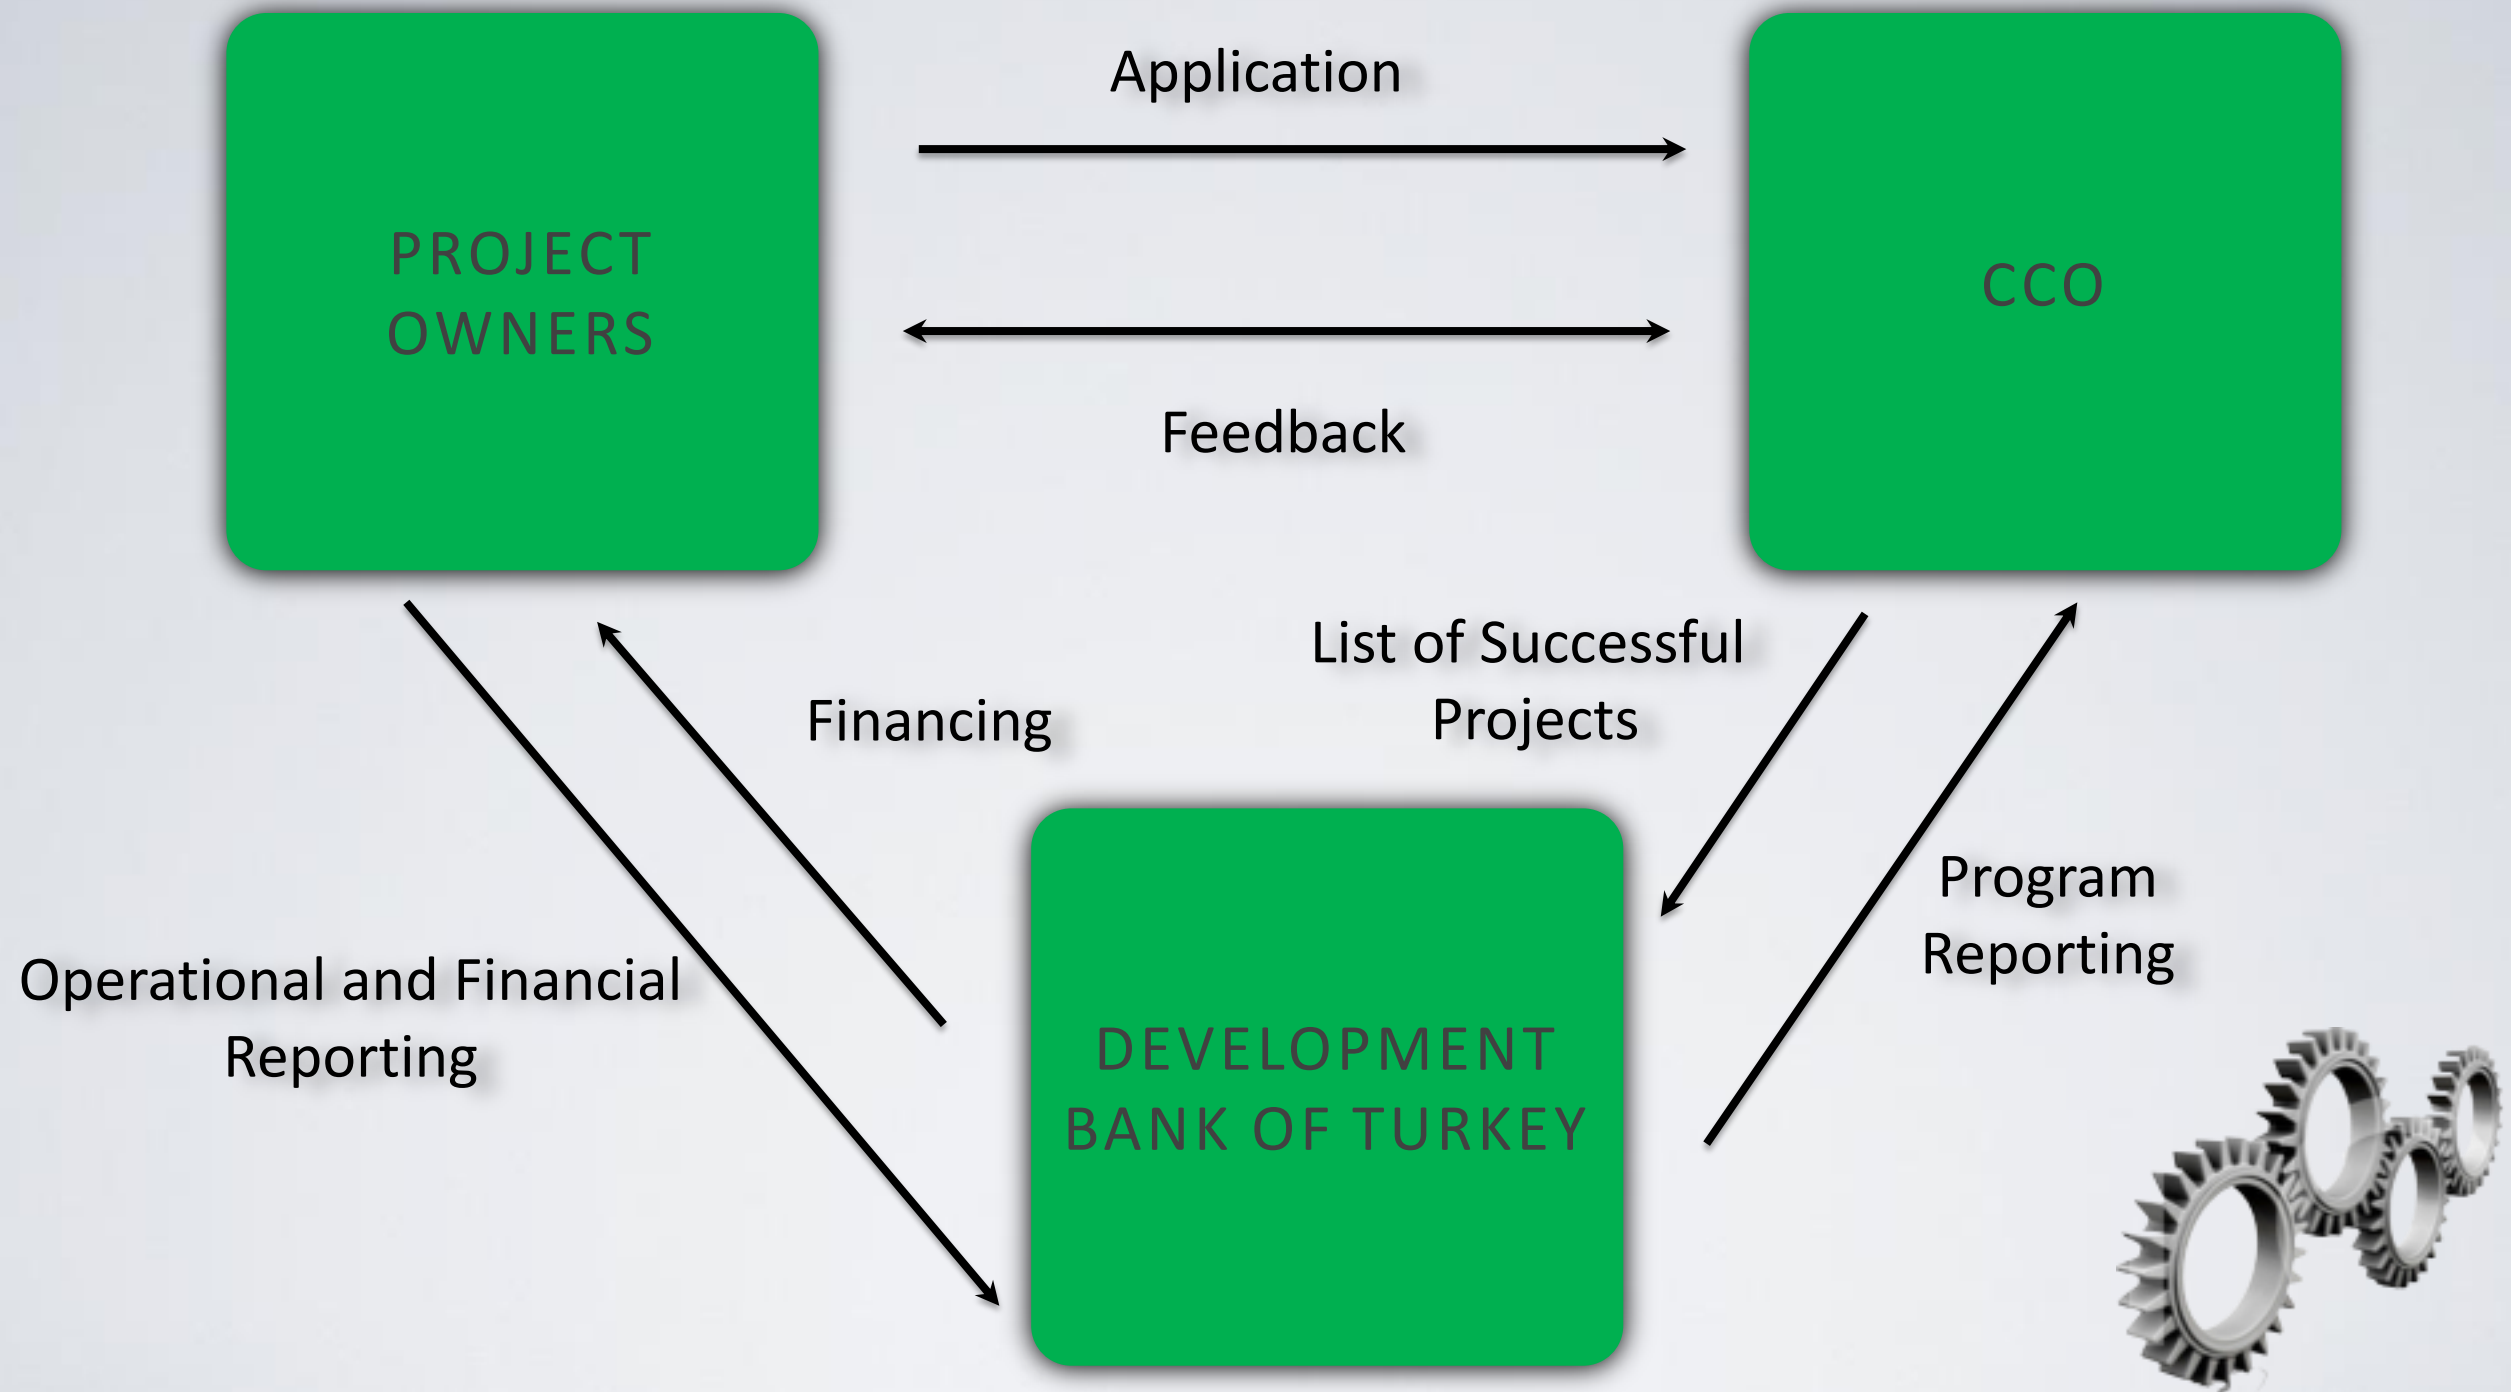 Application
PROJECT
OWNERS
CCO
Feedback
List of Successful
Projects
Financing
Program
Reporting
Operational and Financial
Reporting
DEVELOPMENT
BANK OF TURKEY